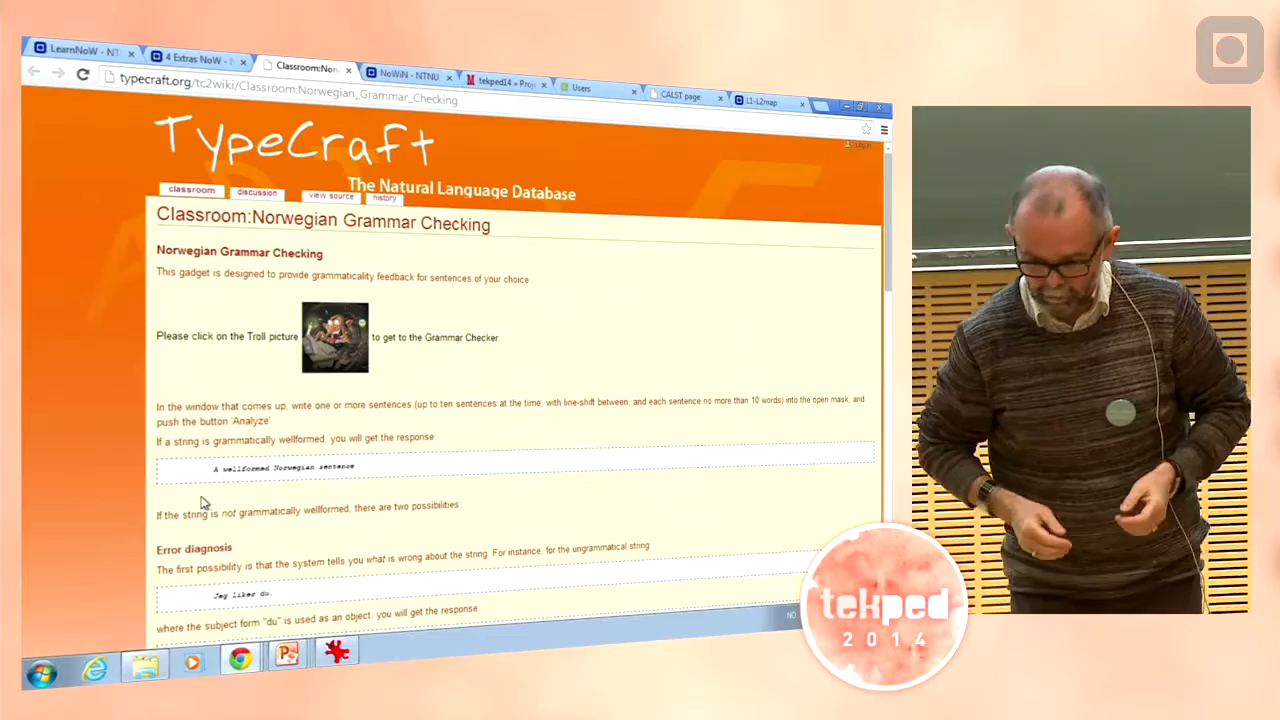 LearnNoW - NT
4 Extras NoW - N
Classroom:Nor
NoWiN - NTNU
tekped14 » Proj
Users
CALST page
L1-L2map
typecraft.org/tc2wiki/Classroom:Norwegian_Grammar_Checking
TypeCraft
The Natural Language Database
Log in
classroom
discussion
view source
history
Classroom:Norwegian Grammar Checking
Norwegian Grammar Checking
This gadget is designed to provide grammaticality feedback for sentences of your choice
Please click on the Troll picture to get to the Grammar Checker.
In the window that comes up, write one or more sentences (up to ten sentences at the time, with line-shift between, and each sentence no more than 10 words) into the open mask, and
push the button 'Analyze'.
If a string is grammatically wellformed, you will get the response:
A wellformed Norwegian sentence
If the string is not grammatically wellformed, there are two possibilities
Error diagnosis
The first possibility is that the system tells you what is wrong about the string. For instance, for the ungrammatical string
Jeg liker du.
where the subject form "du" is used as an object, you will get the response
NO
tekped
2014